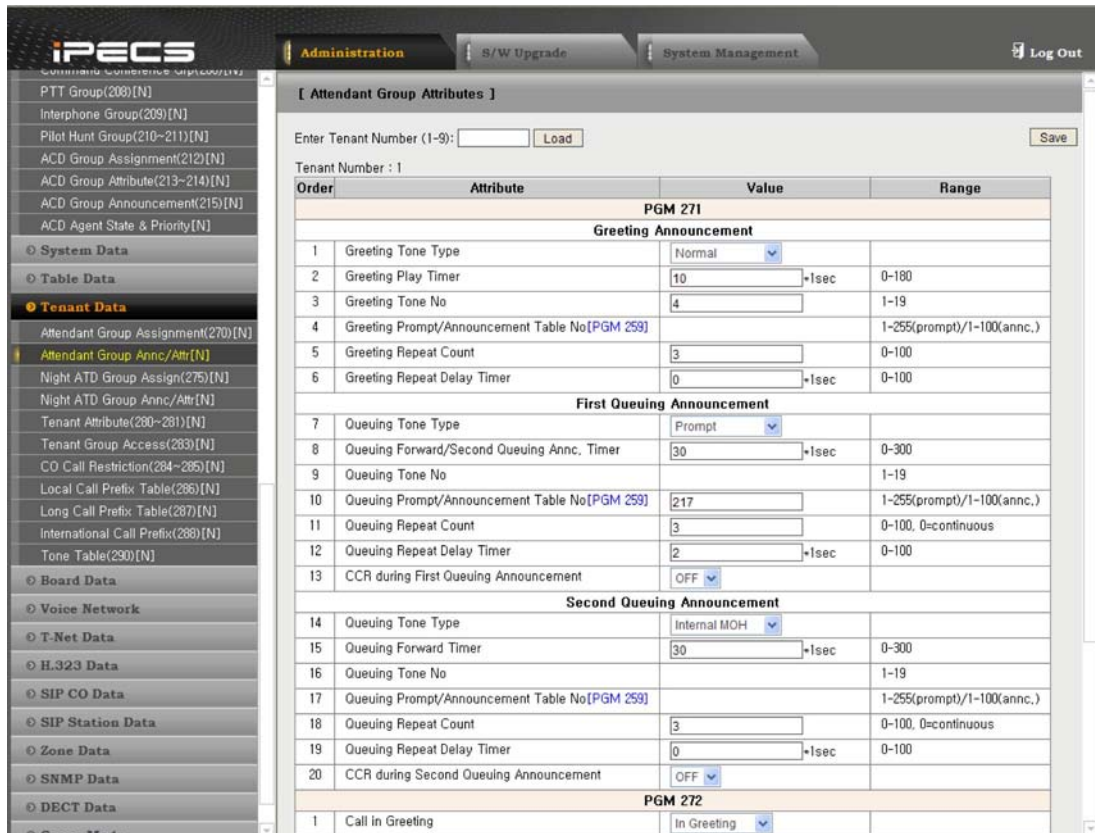 iPECS
Administration
S/W Upgrade
System Management
Log Out
Command Conference Grp(206)[N]
PTT Group(208)[N]
Interphone Group(209)[N]
Pilot Hunt Group(210~211)[N]
ACD Group Assignment(212)[N]
ACD Group Attribute(213~214)[N]
ACD Group Announcement(215)[N]
ACD Agent State & Priority[N]
System Data
Table Data
Tenant Data
Attendant Group Assignment(270)[N]
Attendant Group Annc/Attr[N]
Night ATD Group Assign(275)[N]
Night ATD Group Annc/Attr[N]
Tenant Attribute(280~281)[N]
Tenant Group Access(283)[N]
CO Call Restriction(284~285)[N]
Local Call Prefix Table(286)[N]
Long Call Prefix Table(287)[N]
International Call Prefix(288)[N]
Tone Table(290)[N]
Board Data
Voice Network
T-Net Data
H.323 Data
SIP CO Data
SIP Station Data
Zone Data
SNMP Data
DECT Data
[ Attendant Group Attributes ]
Enter Tenant Number (1-9): Load Save
Tenant Number : 1
Order Attribute Value Range
PGM 271
Greeting Announcement
1 Greeting Tone Type Normal
2 Greeting Play Timer 10 *1sec 0-180
3 Greeting Tone No 4 1-19
4 Greeting Prompt/Announcement Table No[PGM 259] 1-255(prompt)/1-100(annc.)
5 Greeting Repeat Count 3 0-100
6 Greeting Repeat Delay Timer 0 *1sec 0-100
First Queuing Announcement
7 Queuing Tone Type Prompt
8 Queuing Forward/Second Queuing Annc. Timer 30 *1sec 0-300
9 Queuing Tone No 1-19
10 Queuing Prompt/Announcement Table No[PGM 259] 217 1-255(prompt)/1-100(annc.)
11 Queuing Repeat Count 3 0-100, 0=continuous
12 Queuing Repeat Delay Timer 2 *1sec 0-100
13 CCR during First Queuing Announcement OFF
Second Queuing Announcement
14 Queuing Tone Type Internal MOH
15 Queuing Forward Timer 30 *1sec 0-300
16 Queuing Tone No 1-19
17 Queuing Prompt/Announcement Table No[PGM 259] 1-255(prompt)/1-100(annc.)
18 Queuing Repeat Count 3 0-100, 0=continuous
19 Queuing Repeat Delay Timer 0 *1sec 0-100
20 CCR during Second Queuing Announcement OFF
PGM 272
1 Call in Greeting In Greeting